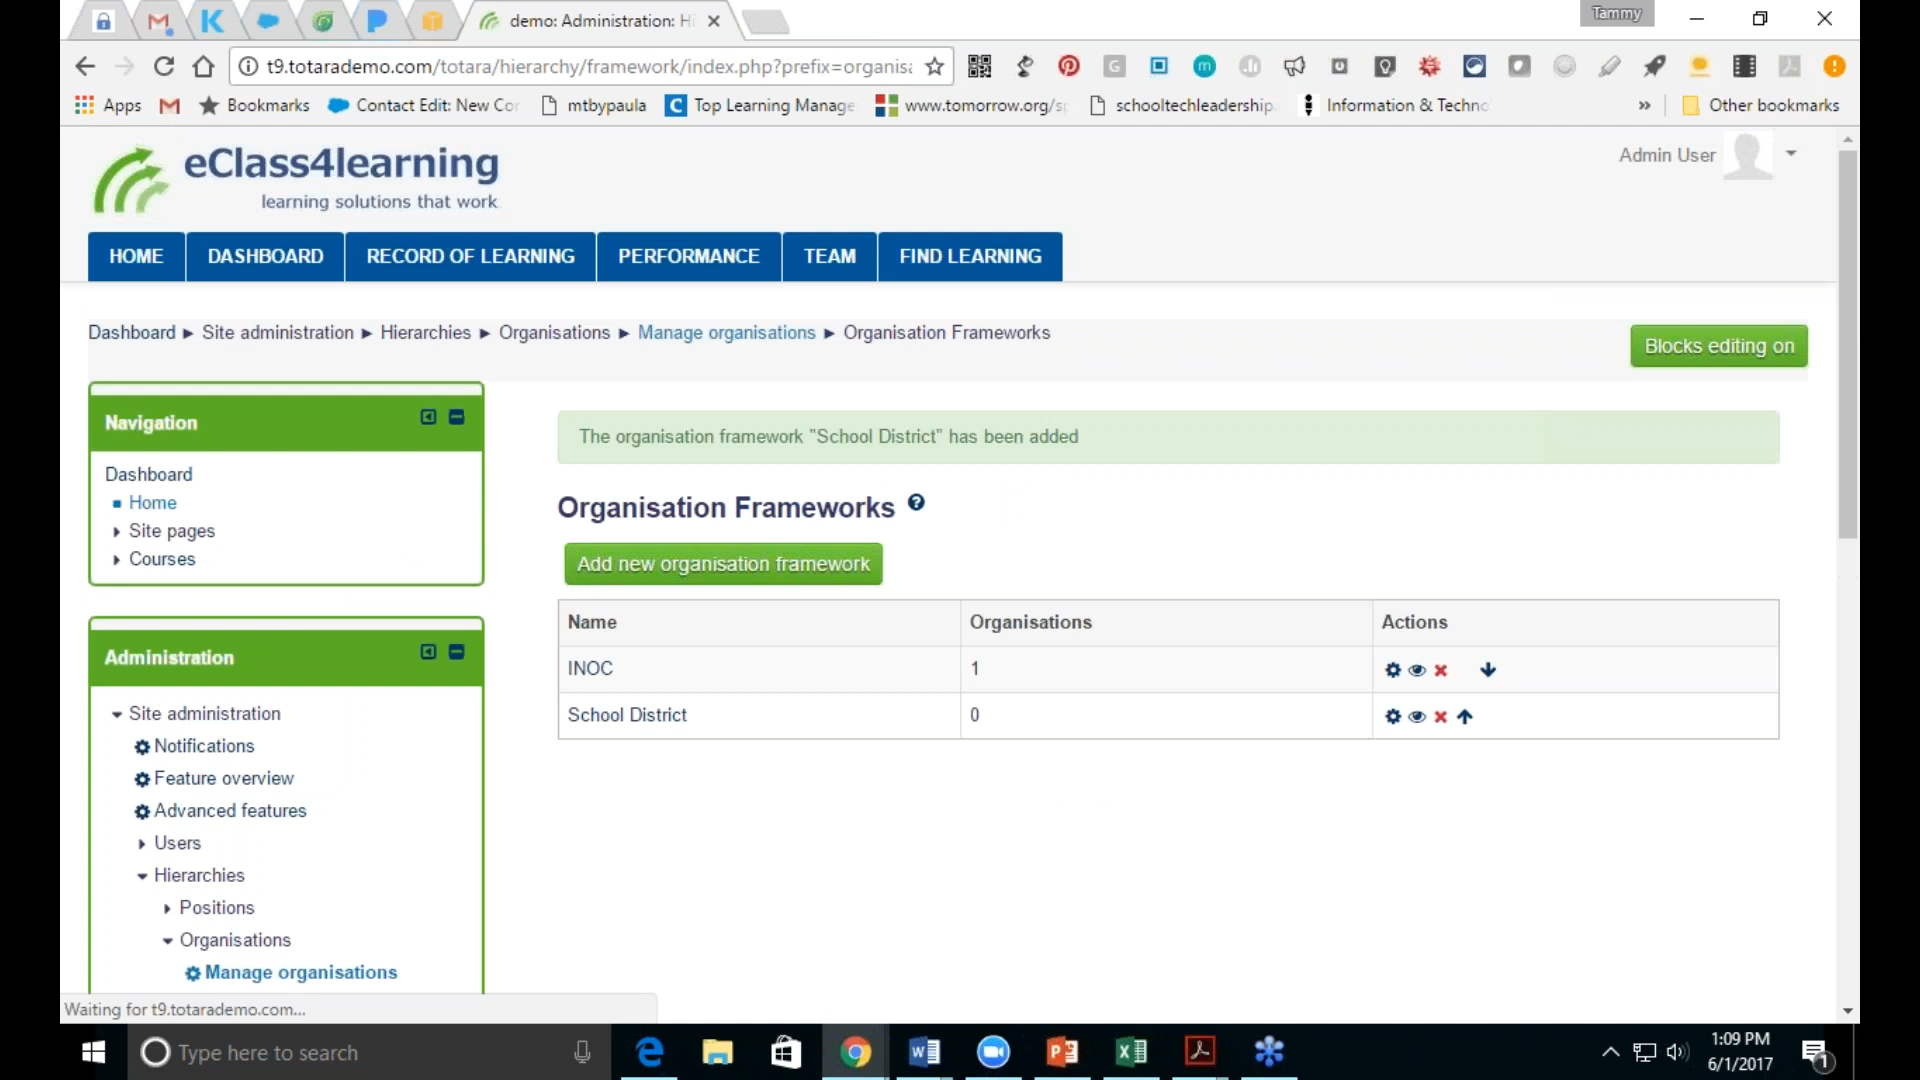 demo: Administration: Hi
Tammy
t9.totarademo.com/totara/hierarchy/framework/index.php?prefix=organisa
Apps
Bookmarks
Contact Edit: New Cor
mtbypaula
Top Learning Manage
www.tomorrow.org/sp
schooltechleadership
Information & Techno
Other bookmarks
eClass4learning
learning solutions that work
Admin User
HOME
DASHBOARD
RECORD OF LEARNING
PERFORMANCE
TEAM
FIND LEARNING
Dashboard ► Site administration ► Hierarchies ► Organisations ► Manage organisations ► Organisation Frameworks
Blocks editing on
Navigation
Dashboard
Home
Site pages
Courses
Administration
Site administration
Notifications
Feature overview
Advanced features
Users
Hierarchies
Positions
Organisations
Manage organisations
The organisation framework "School District" has been added
Organisation Frameworks
Add new organisation framework
Name Organisations Actions
INOC 1
School District 0
Waiting for t9.totarademo.com...
Type here to search
1:09 PM
6/1/2017
1